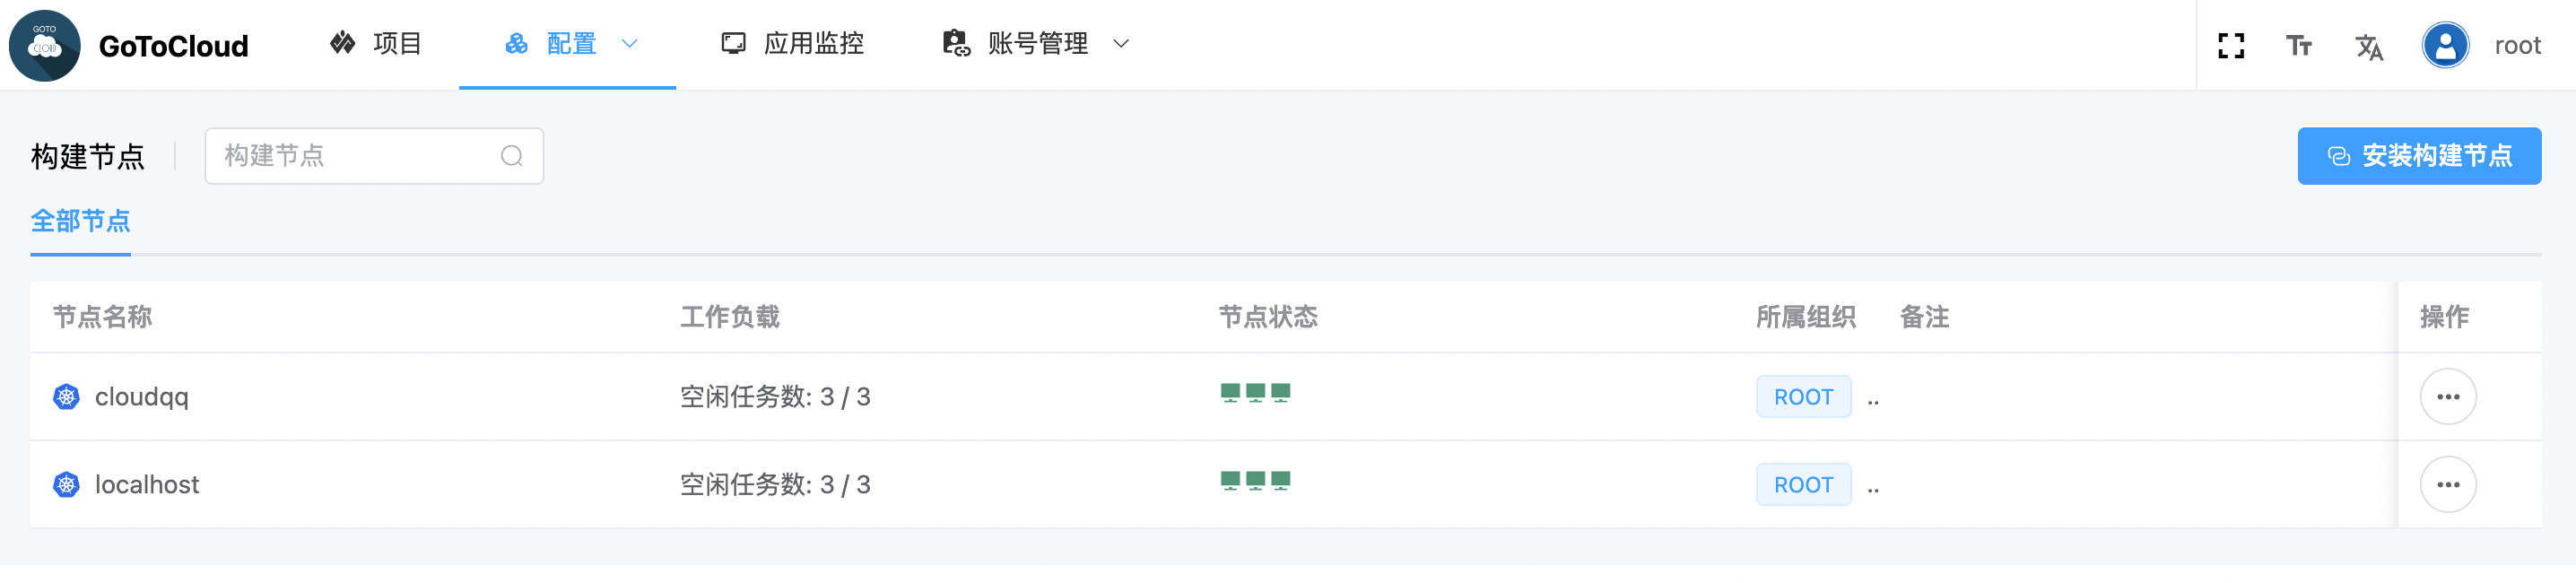 GOTO
CLOUD
GoToCloud
项目
配置
应用监控
账号管理
root
构建节点
构建节点
安装构建节点
全部节点
节点名称 工作负载 节点状态 所属组织 备注 操作
cloudqq 空闲任务数: 3 / 3 ROOT ..
localhost 空闲任务数: 3 / 3 ROOT ..